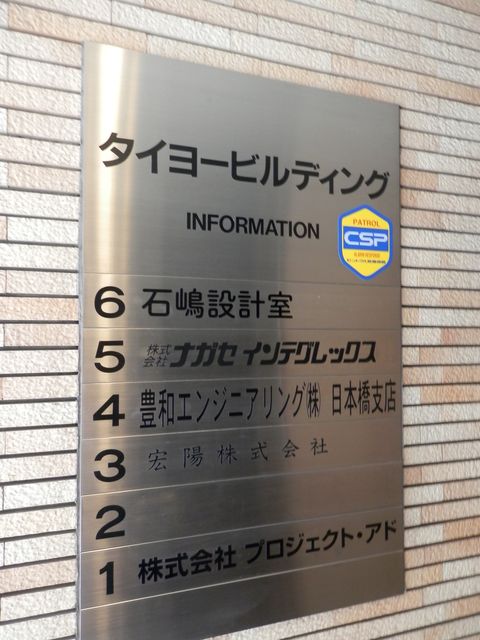 タイヨービルディング
INFORMATION
PATROL
CSP
6 石嶋設計室
5 株式会社 ナガセ インテグレックス
4 豊和エンジニアリング㈱ 日本橋支店
3 宏陽株式会社
2
1 株式会社 プロジェクト・アド